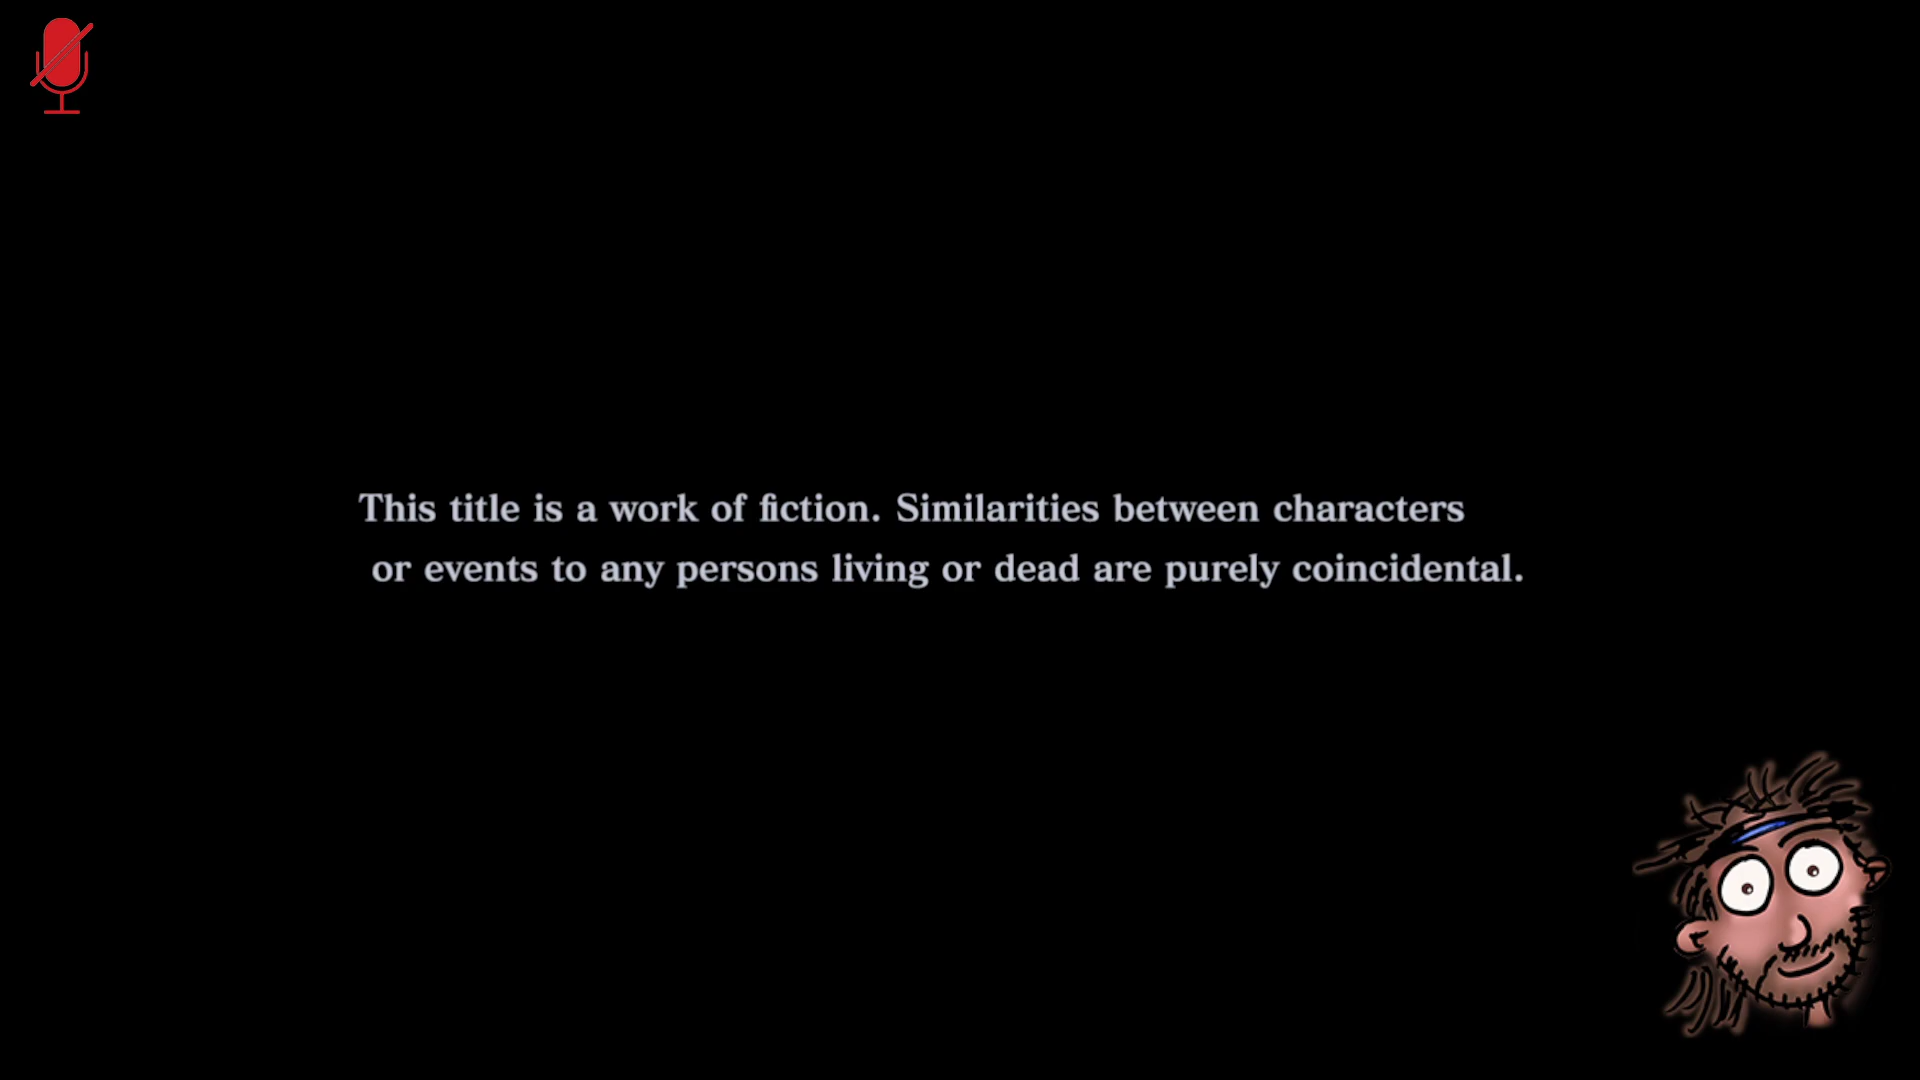 This title is a work of fiction. Similarities between characters
or events to any persons living or dead are purely coincidental.